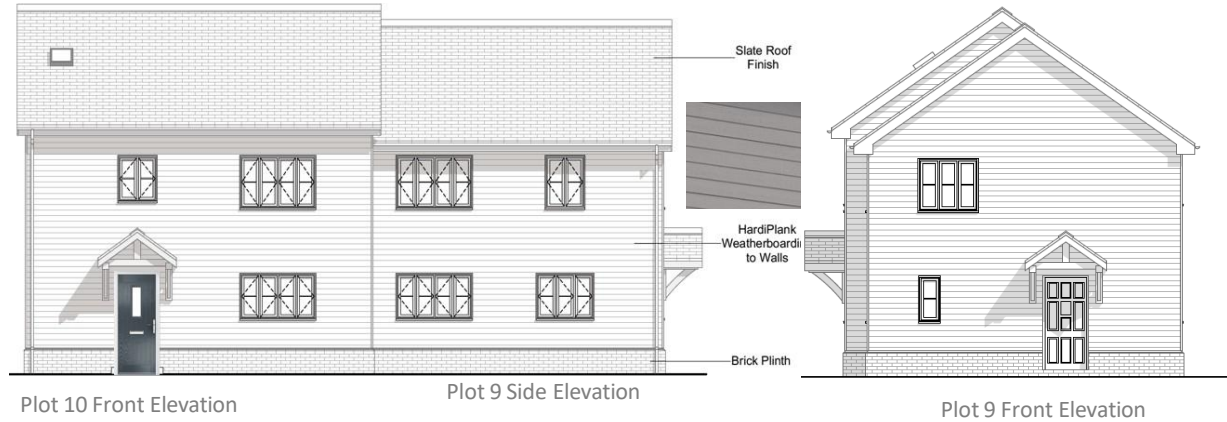 Slate Roof
Finish
HardiPlank
Weatherboardi
to Walls
Brick Plinth
Plot 10 Front Elevation
Plot 9 Side Elevation
Plot 9 Front Elevation